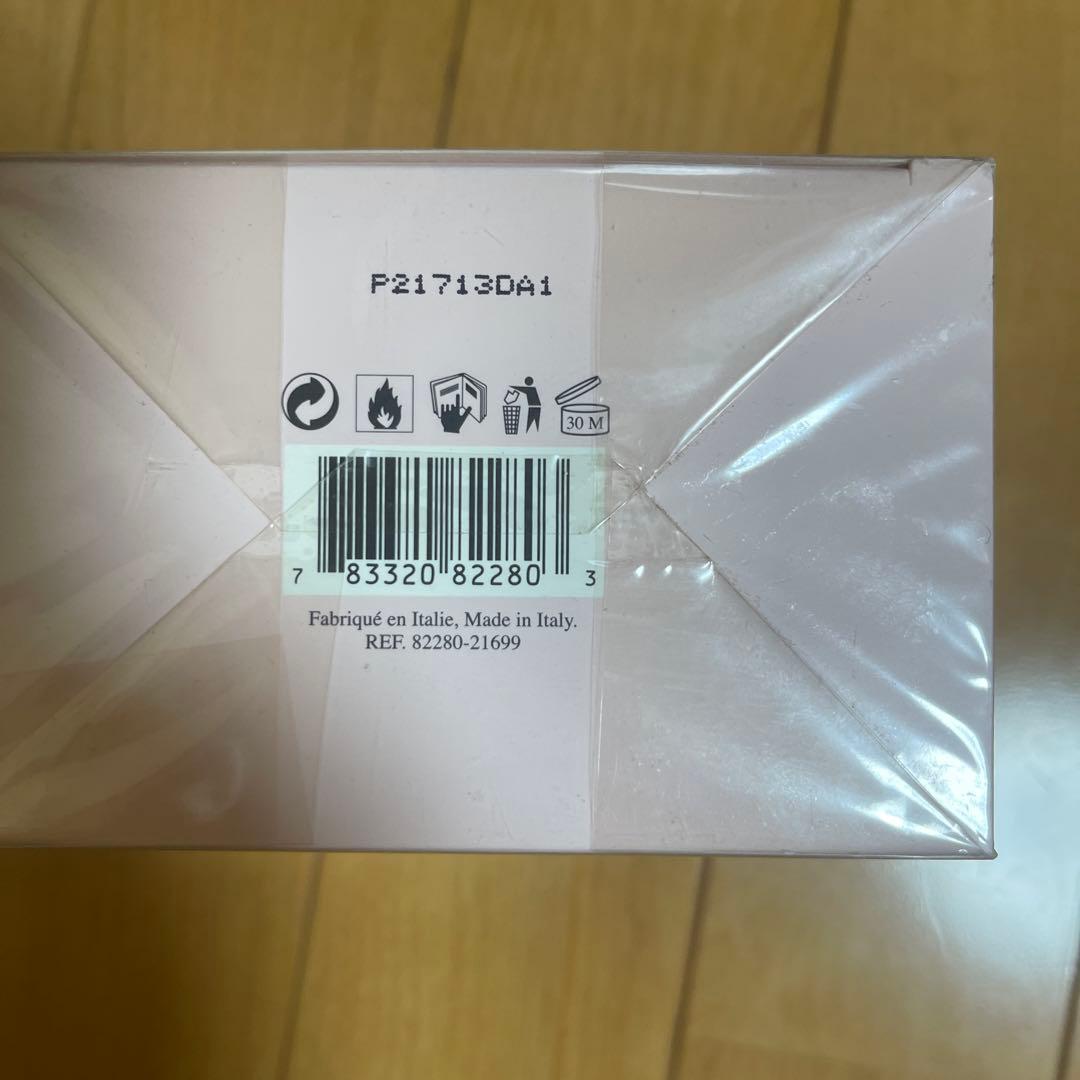 P21713DA1
30 M
7 83320 82280 3
Fabriqué en Italie, Made in Italy.
REF. 82280-21699